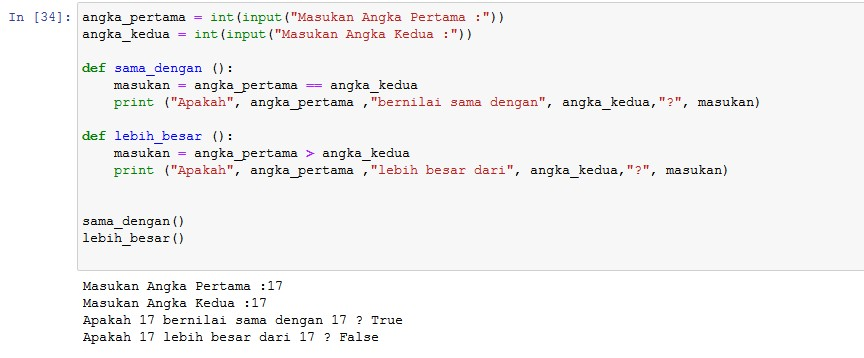 In [34]: angka_pertama = int(input("Masukan Angka Pertama :"))
angka_kedua = int(input("Masukan Angka Kedua :"))
def sama_dengan ():
    masukan = angka_pertama == angka_kedua
    print ("Apakah", angka_pertama ,"bernilai sama dengan", angka_kedua,"?", masukan)
def lebih_besar ():
    masukan = angka_pertama > angka_kedua
    print ("Apakah", angka_pertama ,"lebih besar dari", angka_kedua,"?", masukan)
sama_dengan()
lebih_besar()
Masukan Angka Pertama :17
Masukan Angka Kedua :17
Apakah 17 bernilai sama dengan 17 ? True
Apakah 17 lebih besar dari 17 ? False